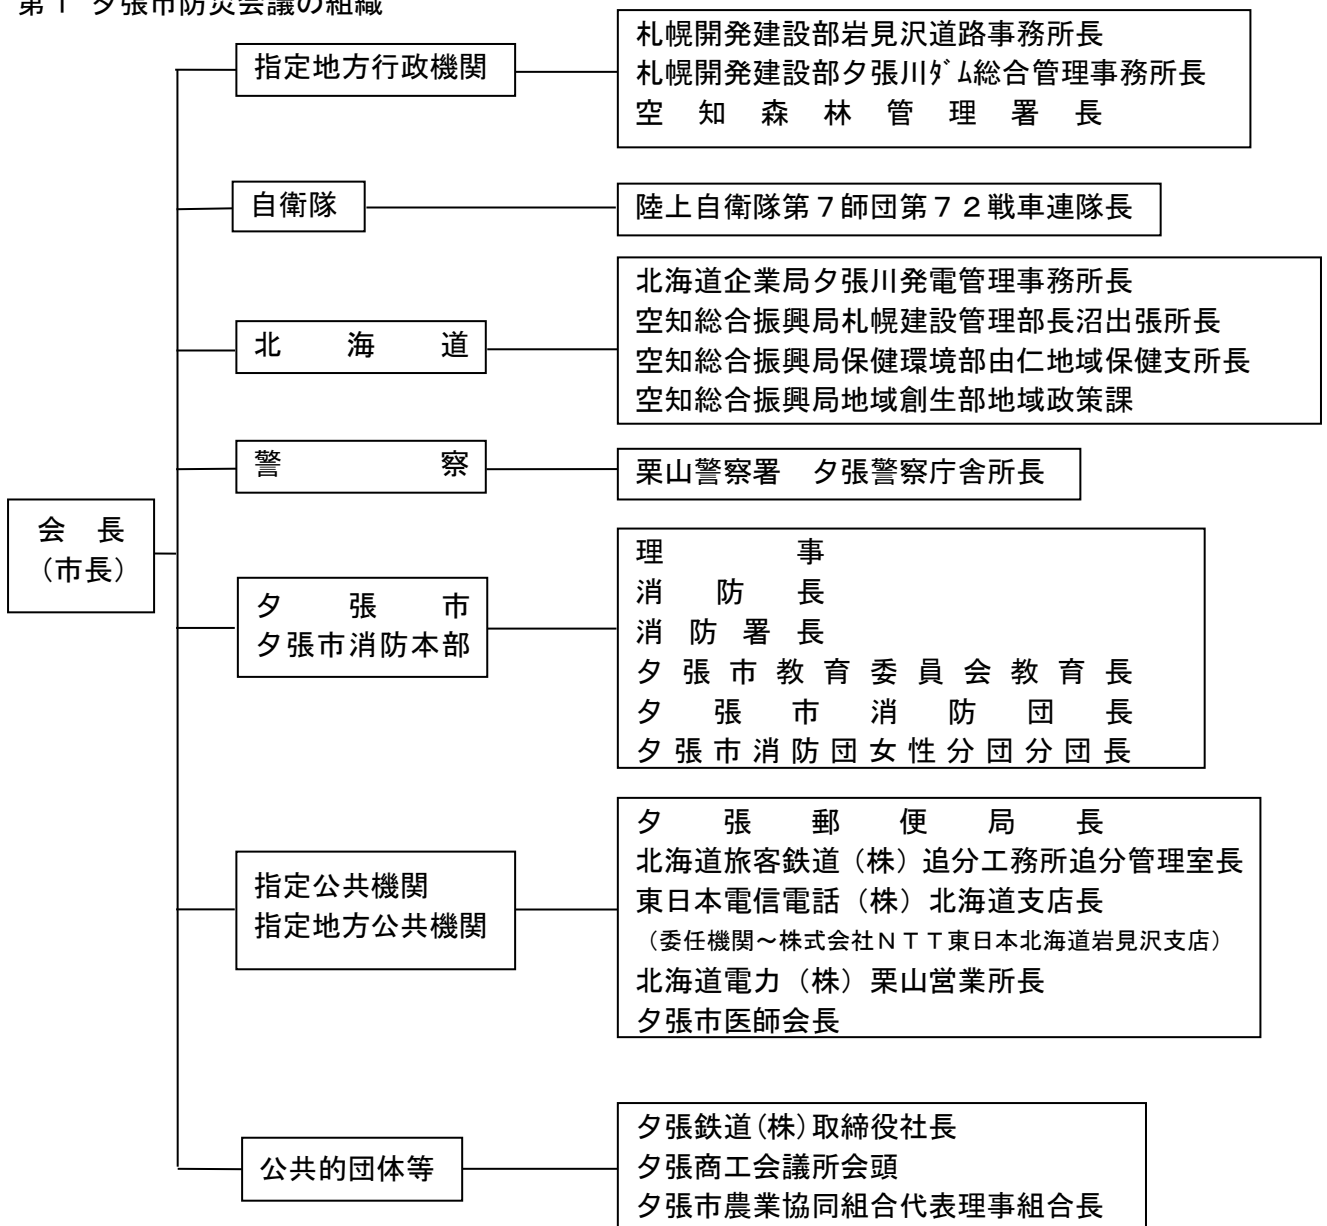 第１ 夕張市防災会議の組織
指定地方行政機関
札幌開発建設部岩見沢道路事務所長
札幌開発建設部夕張川ﾀﾞﾑ総合管理事務所長
空知森林管理署長
自衛隊
陸上自衛隊第７師団第７２戦車連隊長
北海道
北海道企業局夕張川発電管理事務所長
空知総合振興局札幌建設管理部長沼出張所長
空知総合振興局保健環境部由仁地域保健支所長
空知総合振興局地域創生部地域政策課
警察
栗山警察署　夕張警察庁舎所長
会長
（市長）
夕張市
夕張市消防本部
理事
消防長
消防署長
夕張市教育委員会教育長
夕張市消防団長
夕張市消防団女性分団分団長
指定公共機関
指定地方公共機関
夕張郵便局長
北海道旅客鉄道（株）追分工務所追分管理室長
東日本電信電話（株）北海道支店長
（委任機関～株式会社ＮＴＴ東日本北海道岩見沢支店）
北海道電力（株）栗山営業所長
夕張市医師会長
公共的団体等
夕張鉄道(株)取締役社長
夕張商工会議所会頭
夕張市農業協同組合代表理事組合長